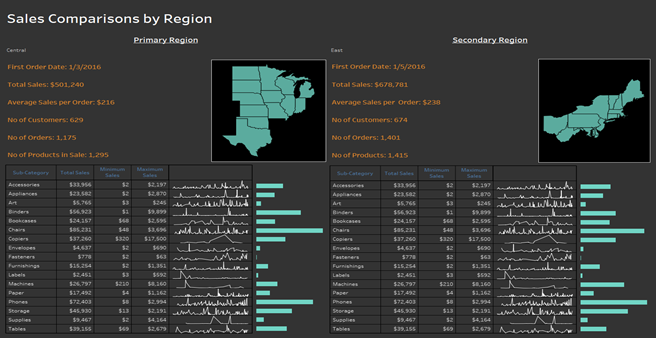 Sales Comparisons by Region
Primary Region
Central
First Order Date: 1/3/2016
Total Sales: $501,240
Average Sales per Order: $216
No of Customers: 629
No of Orders: 1,175
No of Products in Sale: 1,295
Sub-Category Total Sales Minimum Sales Maximum Sales
Accessories $33,956 $2 $2,197
Appliances $23,582 $2 $2,870
Art $5,765 $3 $245
Binders $56,923 $1 $9,899
Bookcases $24,157 $68 $2,595
Chairs $85,231 $48 $3,696
Copiers $37,260 $320 $17,500
Envelopes $4,637 $2 $690
Fasteners $778 $2 $63
Furnishings $15,254 $2 $1,351
Labels $2,451 $3 $592
Machines $26,797 $210 $8,160
Paper $17,492 $4 $1,162
Phones $72,403 $8 $2,994
Storage $45,930 $13 $2,191
Supplies $9,467 $2 $4,164
Tables $39,155 $69 $2,679
Secondary Region
East
First Order Date: 1/5/2016
Total Sales: $678,781
Average Sales per Order: $238
No of Customers: 674
No of Orders: 1,401
No of Products: 1,415
Sub-Category Total Sales Minimum Sales Maximum Sales
Accessories $33,956 $2 $2,197
Appliances $23,582 $2 $2,870
Art $5,765 $3 $245
Binders $56,923 $1 $9,899
Bookcases $24,157 $68 $2,595
Chairs $85,231 $48 $3,696
Copiers $37,260 $320 $17,500
Envelopes $4,637 $2 $690
Fasteners $778 $2 $63
Furnishings $15,254 $2 $1,351
Labels $2,451 $3 $592
Machines $26,797 $210 $8,160
Paper $17,492 $4 $1,162
Phones $72,403 $8 $2,994
Storage $45,930 $13 $2,191
Supplies $9,467 $2 $4,164
Tables $39,155 $69 $2,679